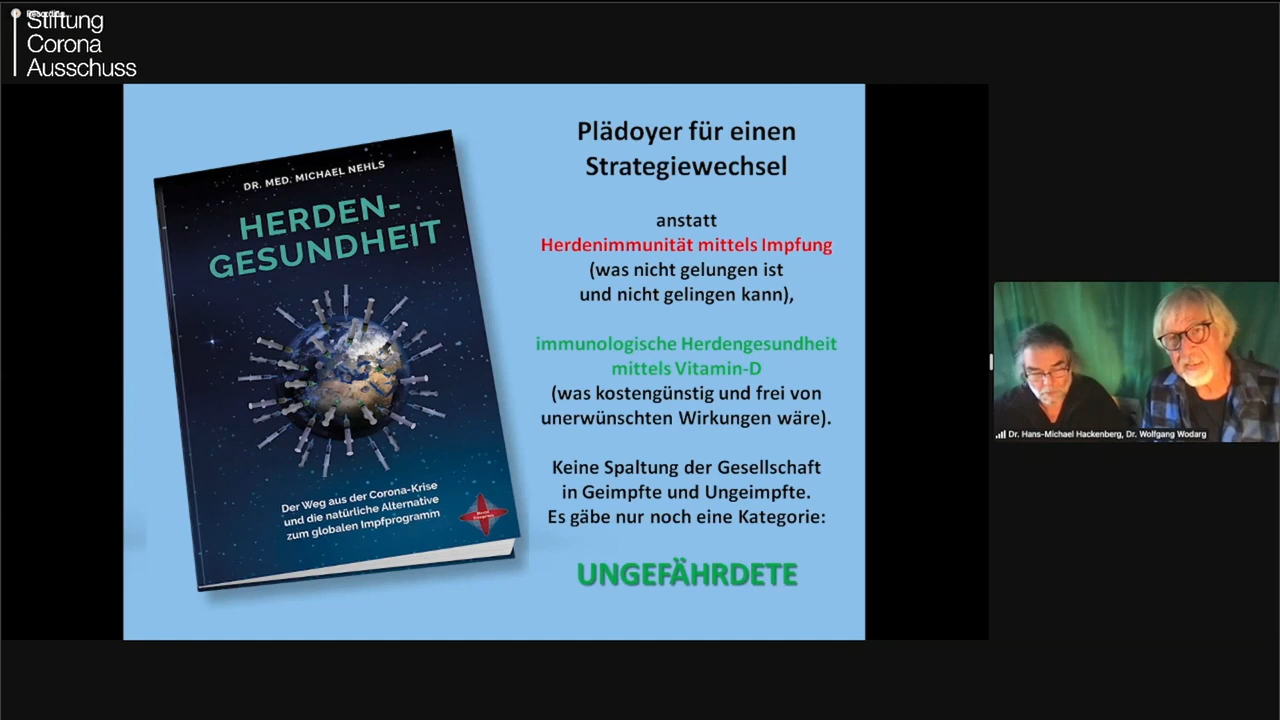 Stiftung
Corona
Ausschuss
DR. MED. MICHAEL NEHLS
HERDEN-
GESUNDHEIT
Der Weg aus der Corona-Krise
und die natürliche Alternative
zum globalen Impfprogramm
Plädoyer für einen
Strategiewechsel
anstatt
Herdenimmunität mittels Impfung
(was nicht gelungen ist
und nicht gelingen kann),
immunologische Herdengesundheit
mittels Vitamin-D
(was kostengünstig und frei von
unerwünschten Wirkungen wäre).
Keine Spaltung der Gesellschaft
in Geimpfte und Ungeimpfte.
Es gäbe nur noch eine Kategorie:
UNGEFÄHRDETE
Dr. Hans-Michael Hackenberg, Dr. Wolfgang Wodarg